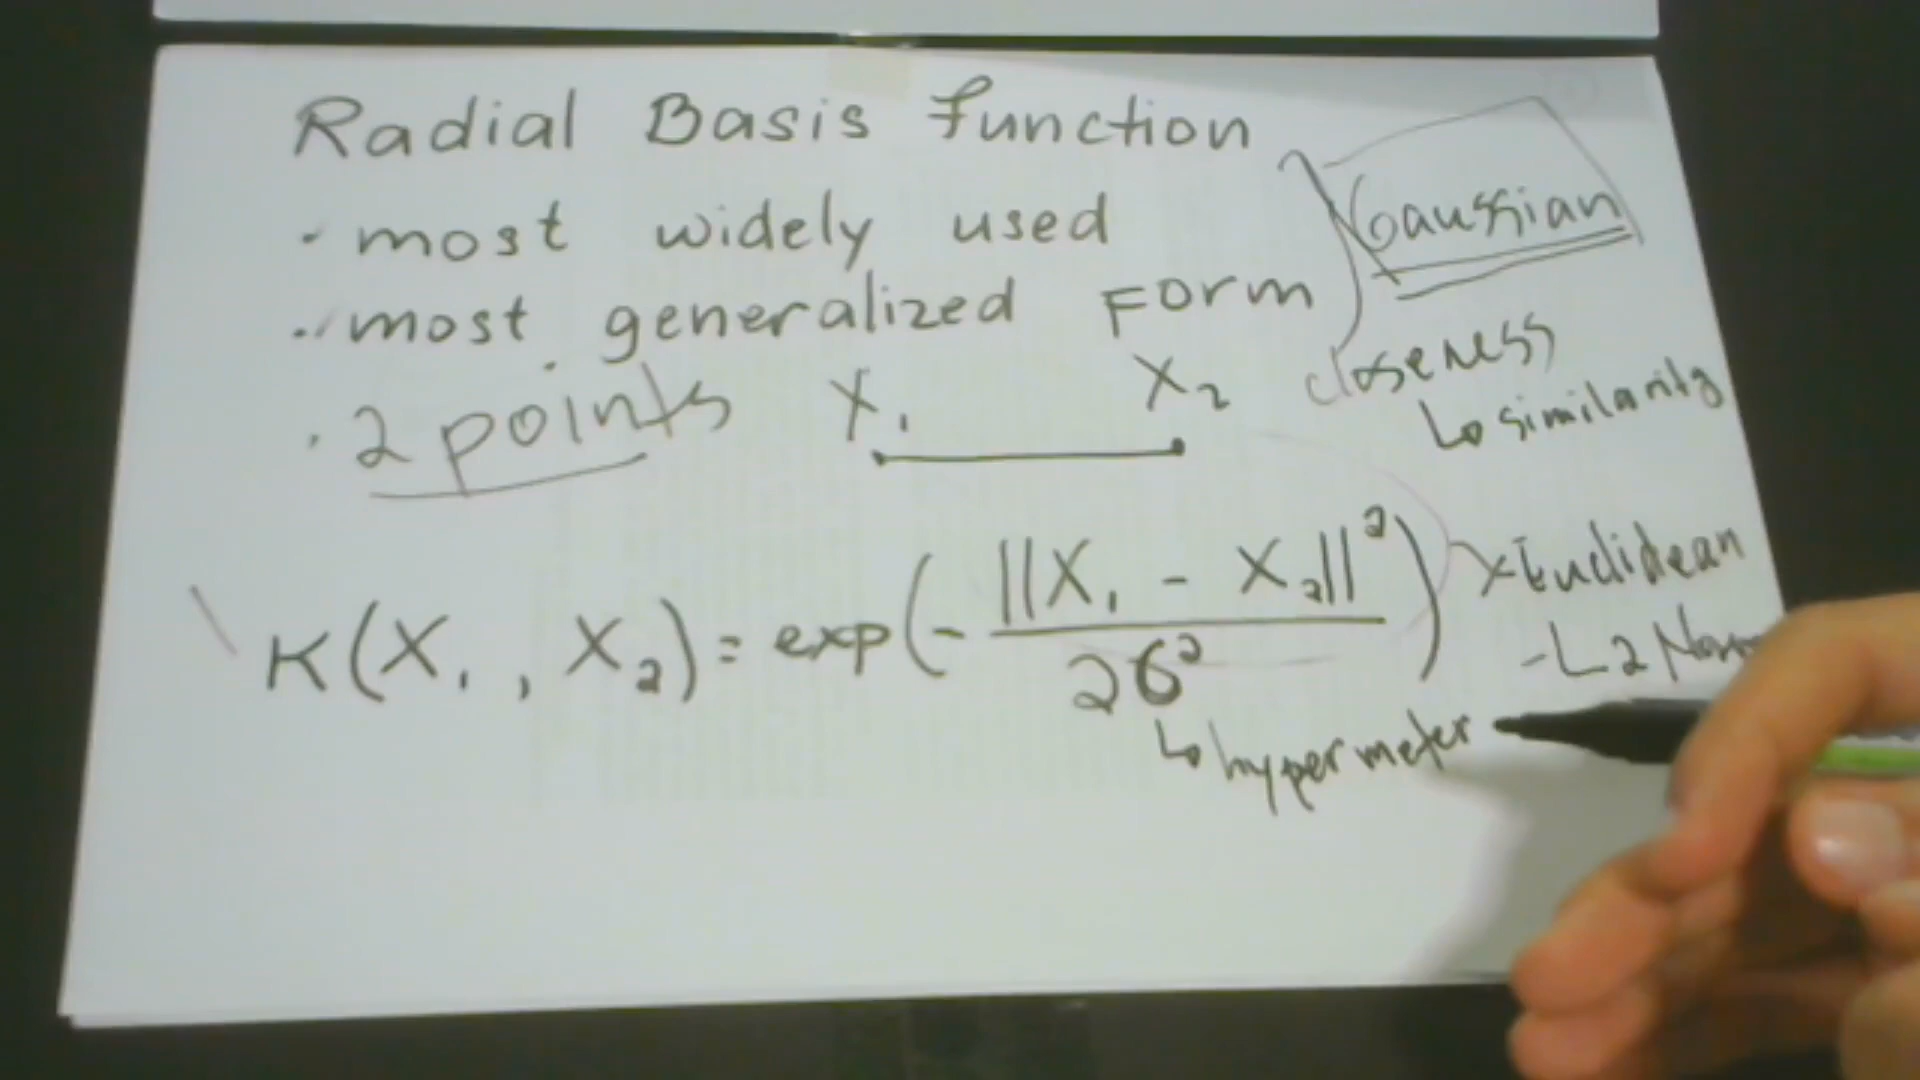 Radial Basis Function
• most widely used
Gaussian
• most generalized Form
• 2 points X₁ X₂
closeness
↳ similarity
K(X₁, X₂) = exp(- ||X₁ - X₂||² / 2σ²)
Euclidean
- L2
↳ hypermeter